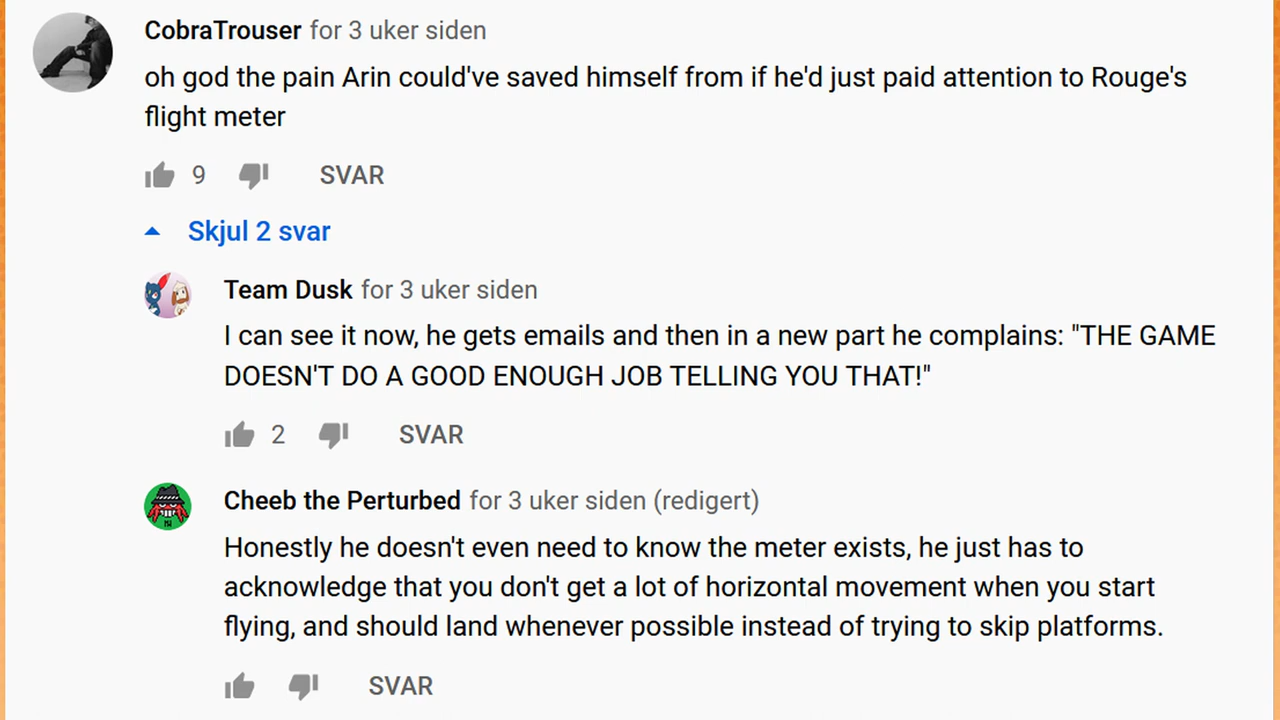 CobraTrouser for 3 uker siden
oh god the pain Arin could've saved himself from if he'd just paid attention to Rouge's
flight meter
9 SVAR
Skjul 2 svar
Team Dusk for 3 uker siden
I can see it now, he gets emails and then in a new part he complains: "THE GAME
DOESN'T DO A GOOD ENOUGH JOB TELLING YOU THAT!"
2 SVAR
Cheeb the Perturbed for 3 uker siden (redigert)
Honestly he doesn't even need to know the meter exists, he just has to
acknowledge that you don't get a lot of horizontal movement when you start
flying, and should land whenever possible instead of trying to skip platforms.
SVAR